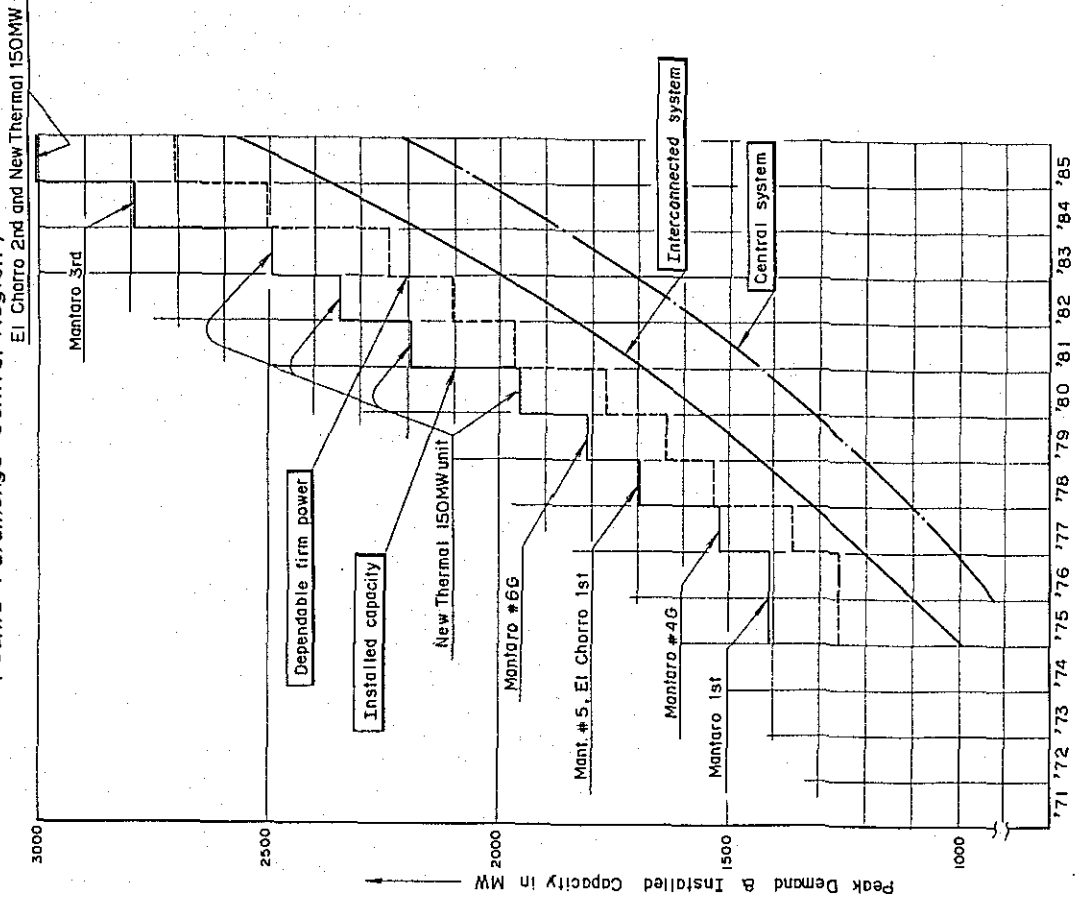 El Chorro 2nd and New Thermal 150MW
3000
Mantaro 3rd
2500
Dependable firm power
Installed capacity
New Thermal 150MW unit
Mantaro #6G
2000
Mant.#5, El Chorro 1st
Mantaro #4G
Mantaro 1st
1500
1000
Interconnected system
Central system
Peak Demand & Installed Capacity in MW
'71 '72 '73 '74 '75 '76 '77 '78 '79 '80 '81 '82 '83 '84 '85